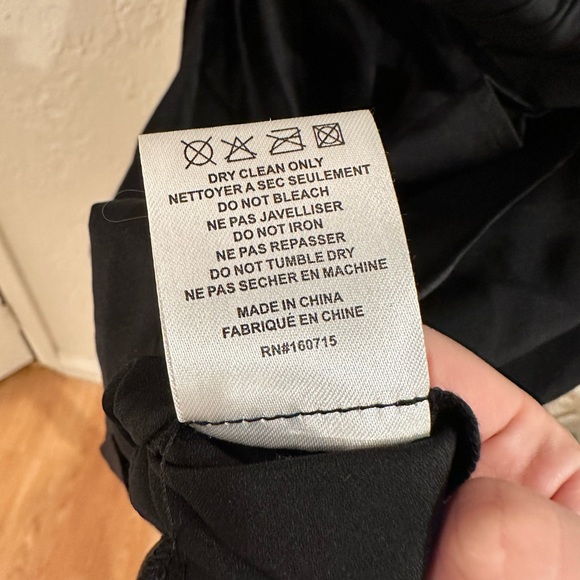 DRY CLEAN ONLY
NETTOYER A SEC SEULEMENT
DO NOT BLEACH
NE PAS JAVELLISER
DO NOT IRON
NE PAS REPASSER
DO NOT TUMBLE DRY
NE PAS SECHER EN MACHINE
MADE IN CHINA
FABRIQUÉ EN CHINE
RN#160715